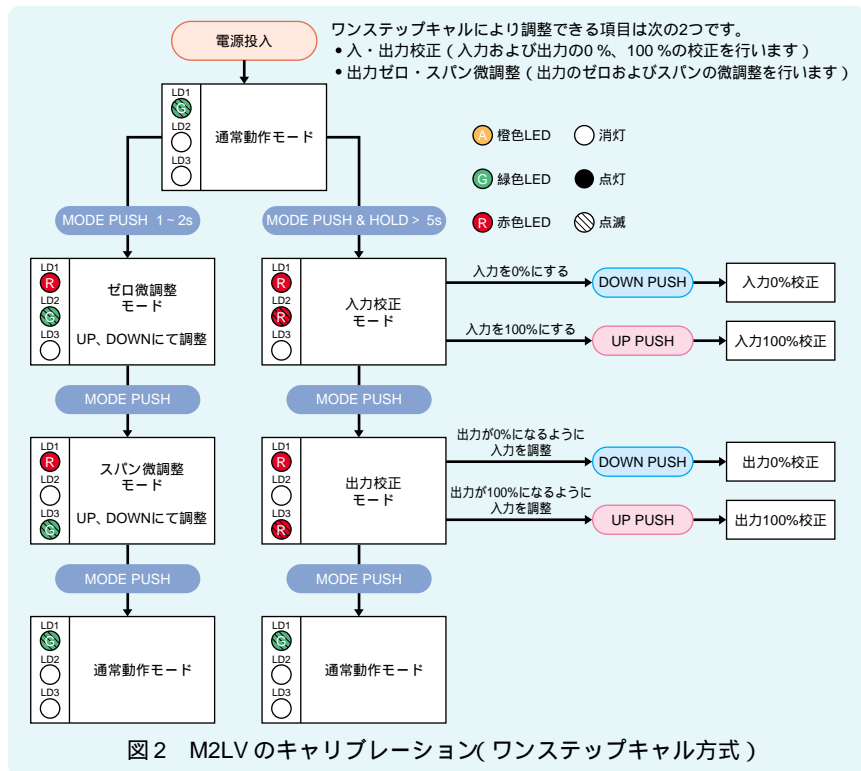 電源投入
ワンステップキャルにより調整できる項目は次の2つです。
• 入・出力校正（入力および出力の0 %、100 %の校正を行います）
• 出力ゼロ・スパン微調整（出力のゼロおよびスパンの微調整を行います）
LD1
G
LD2
LD3
通常動作モード
A 橙色LED
消灯
G 緑色LED
点灯
R 赤色LED
点滅
MODE PUSH 1 ~ 2s
MODE PUSH & HOLD > 5s
LD1
R
LD2
G
LD3
ゼロ微調整
モード
UP、DOWNにて調整
LD1
R
LD2
R
LD3
入力校正
モード
入力を0%にする
DOWN PUSH
入力0%校正
入力を100%にする
UP PUSH
入力100%校正
MODE PUSH
MODE PUSH
LD1
R
LD2
LD3
G
スパン微調整
モード
UP、DOWNにて調整
LD1
R
LD2
LD3
R
出力校正
モード
出力が0%になるように
入力を調整
DOWN PUSH
出力0%校正
出力が100%になるように
入力を調整
UP PUSH
出力100%校正
MODE PUSH
MODE PUSH
LD1
G
LD2
LD3
通常動作モード
LD1
G
LD2
LD3
通常動作モード
図2 M2LV のキャリブレーション（ワンステップキャル方式）